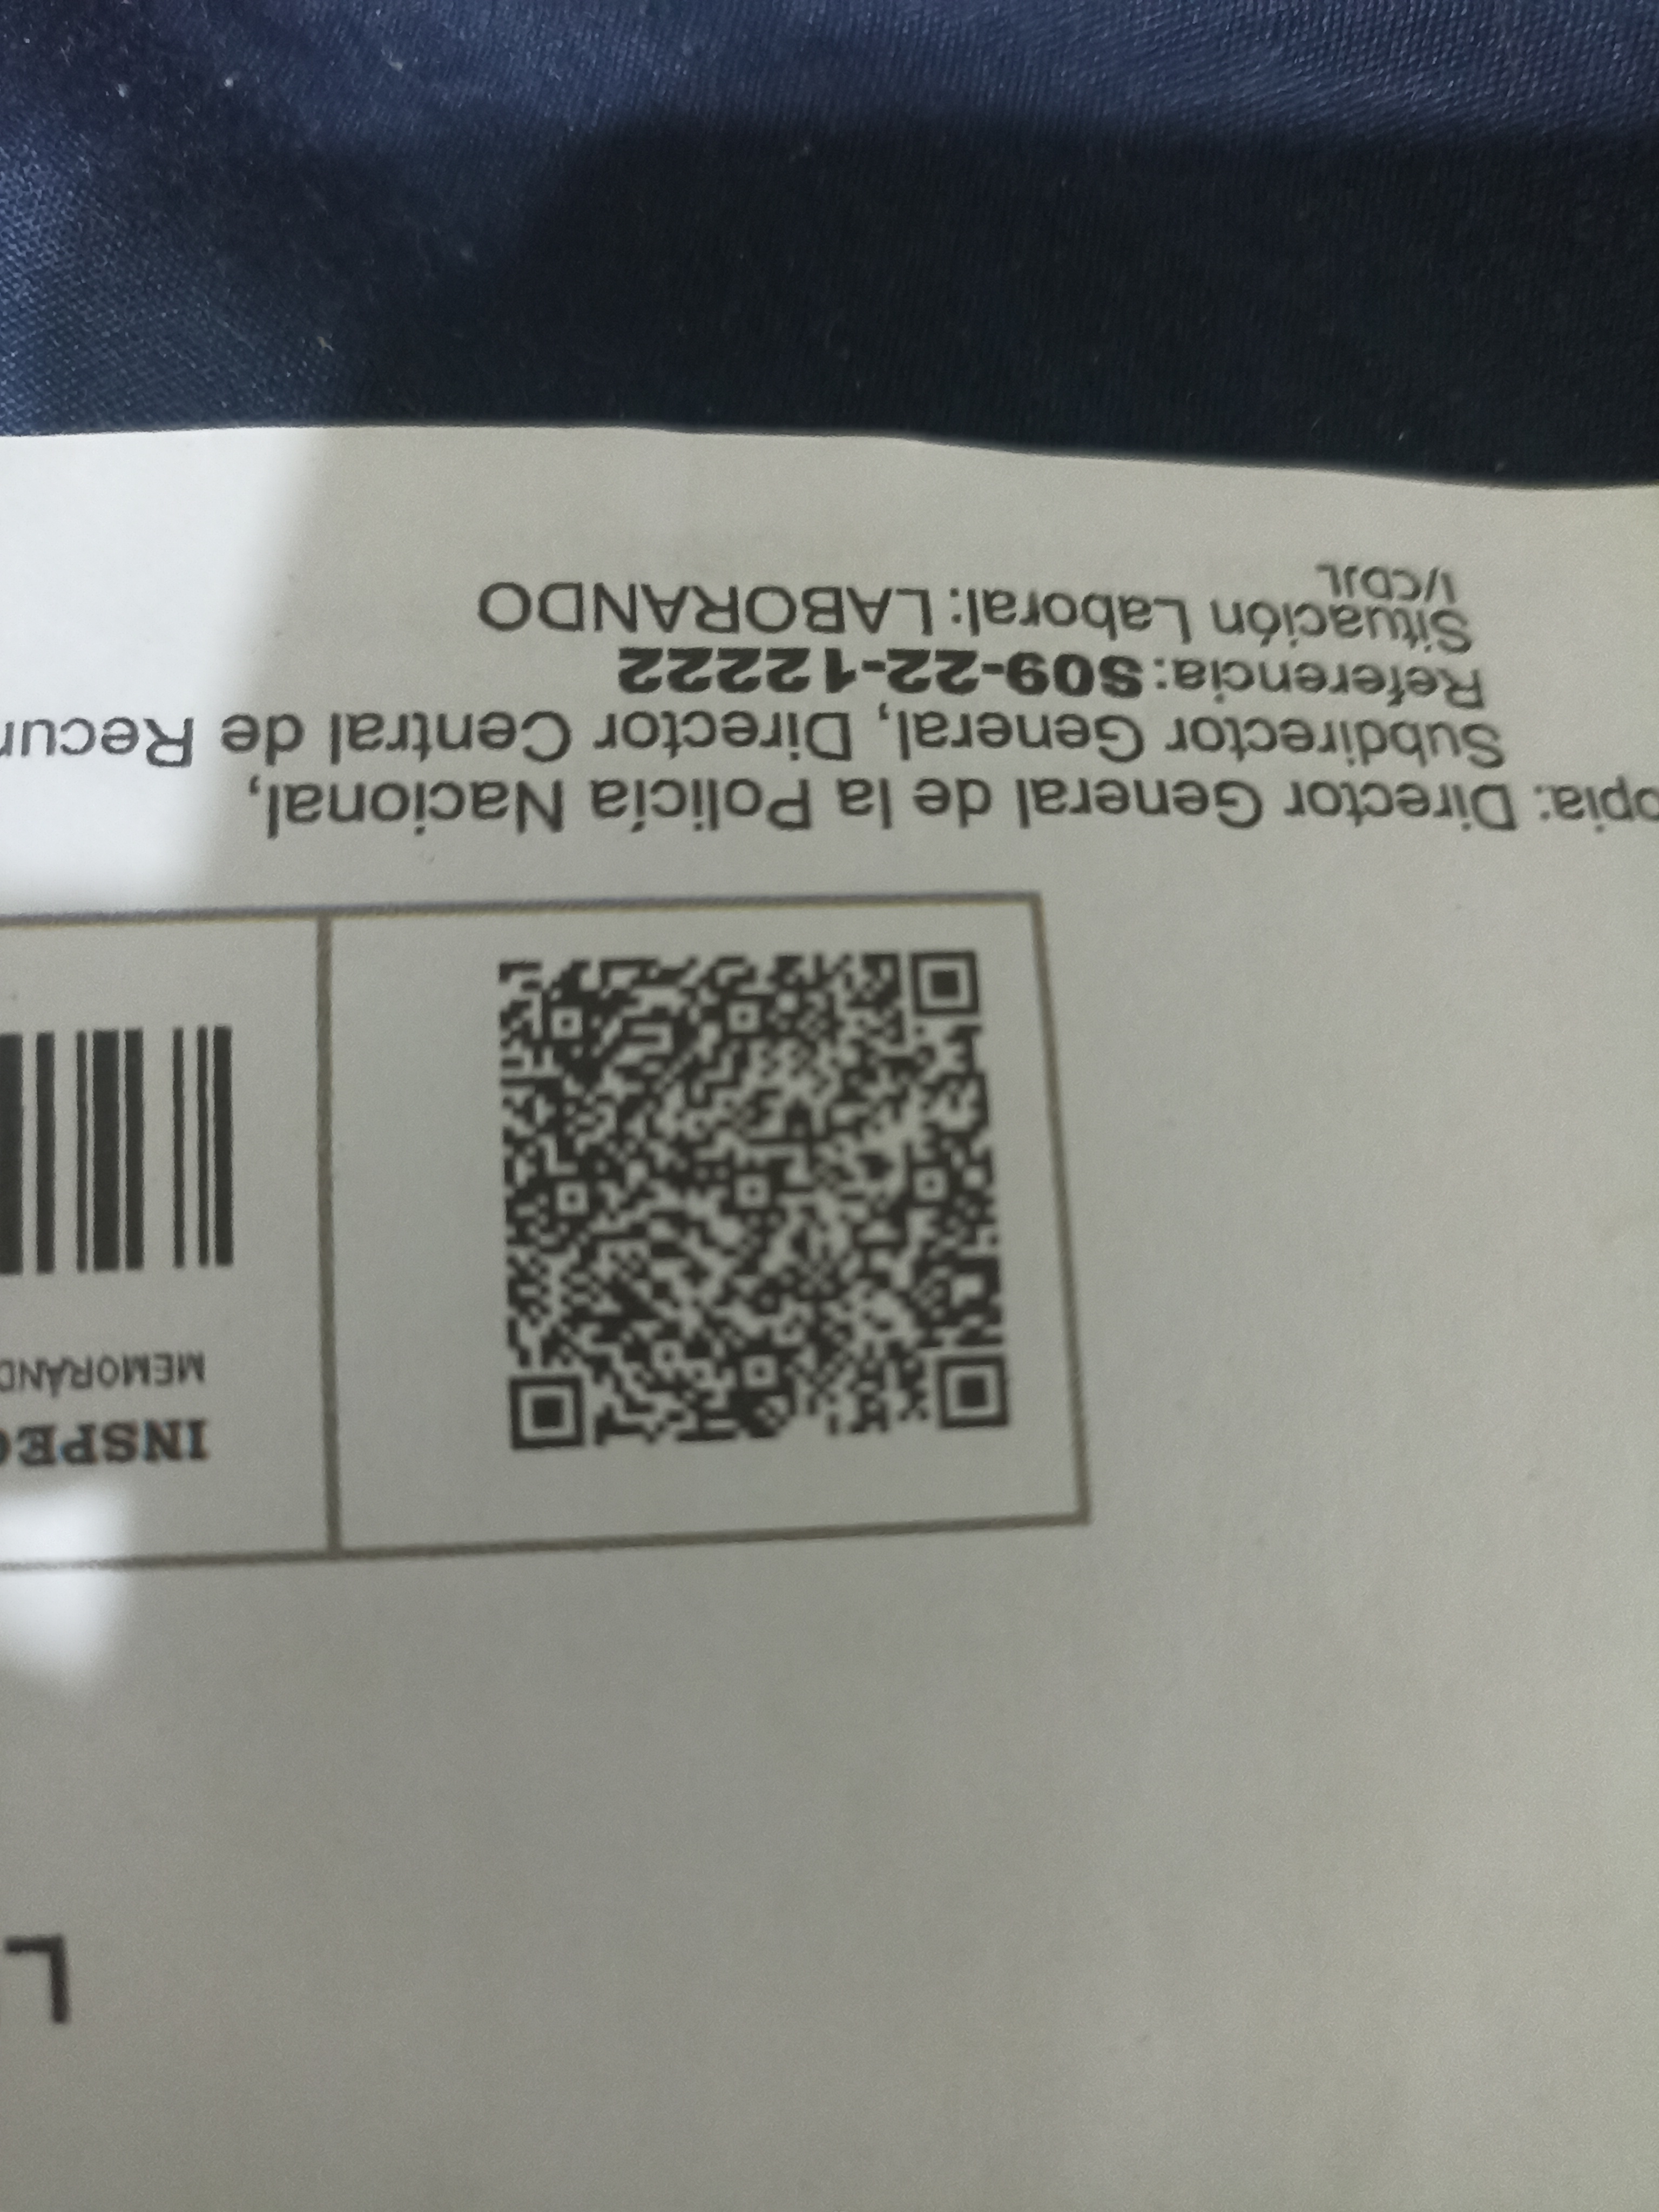 L
INSPEC
MEMORAND
opia: Director General de la Policía Nacional,
Subdirector General, Director Central de Recur
Referencia: S09-22-12222
Situación Laboral: LABORANDO
I/CDJL